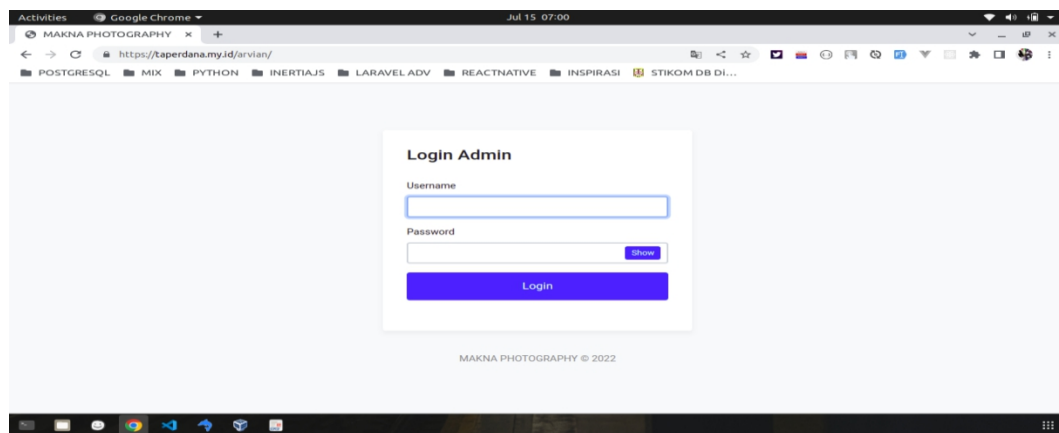 Activities Google Chrome Jul 15 07:00
MAKNA PHOTOGRAPHY
https://taperdana.my.id/arvian/
POSTGRESQL MIX PYTHON INERTIAJS LARAVEL ADV REACTNATIVE INSPIRASI STIKOM DB Di...
Login Admin
Username
Password
Show
Login
MAKNA PHOTOGRAPHY © 2022